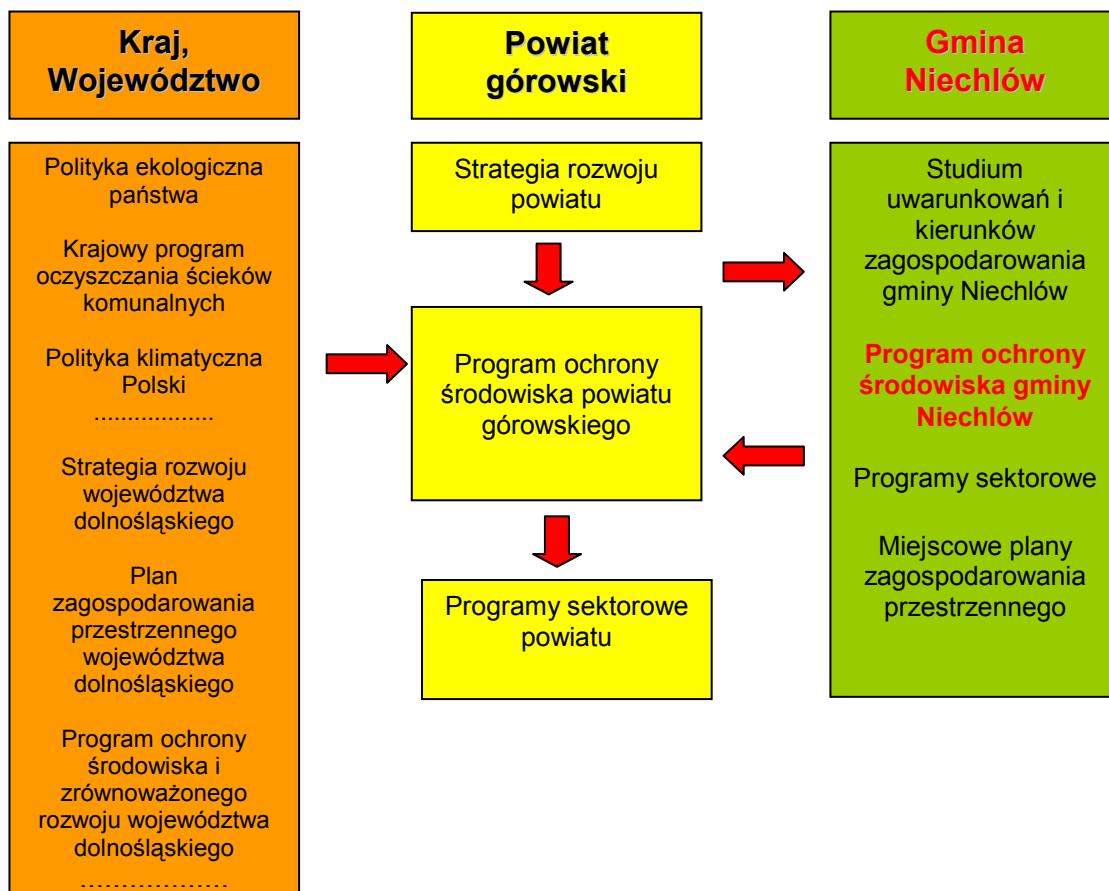 Kraj,
Województwo
Polityka ekologiczna
państwa
Krajowy program
oczyszczania ścieków
komunalnych
Polityka klimatyczna
Polski
..................
Strategia rozwoju
województwa
dolnośląskiego
Plan
zagospodarowania
przestrzennego
województwa
dolnośląskiego
Program ochrony
środowiska i
zrównoważonego
rozwoju województwa
dolnośląskiego
………………
Powiat
górowski
Strategia rozwoju
powiatu
Program ochrony
środowiska powiatu
górowskiego
Programy sektorowe
powiatu
Gmina
Niechlów
Studium
uwarunkowań i
kierunków
zagospodarowania
gminy Niechlów
Program ochrony
środowiska gminy
Niechlów
Programy sektorowe
Miejscowe plany
zagospodarowania
przestrzennego